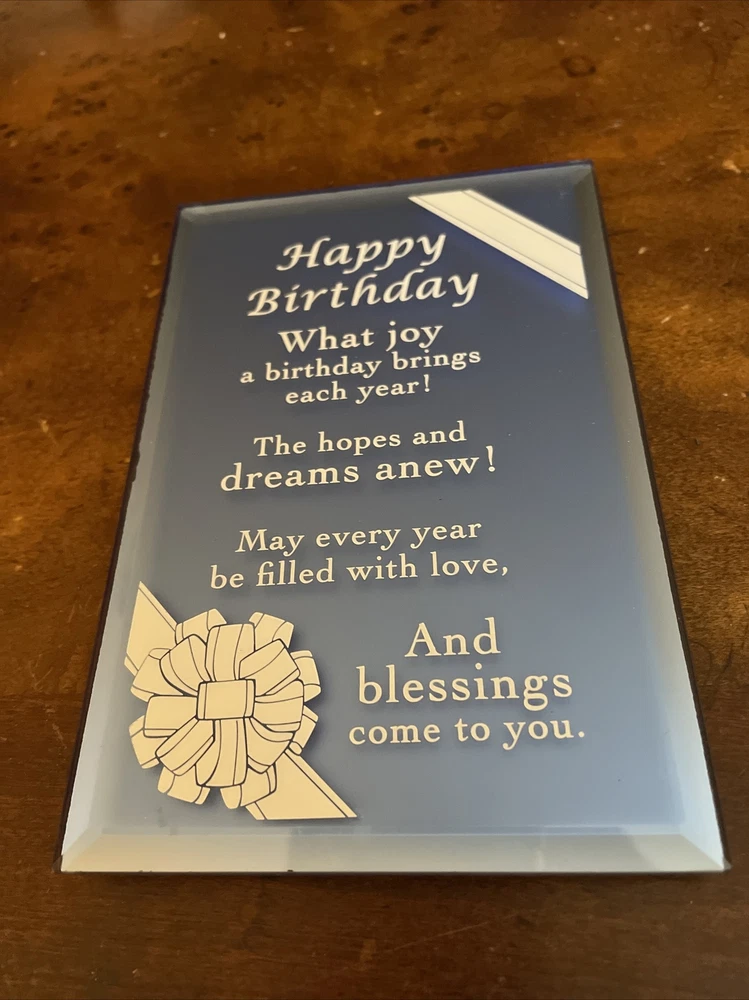 Happy
Birthday
What joy
a birthday brings
each year!
The hopes and
dreams anew!
May every year
be filled with love,
And
blessings
come to you.